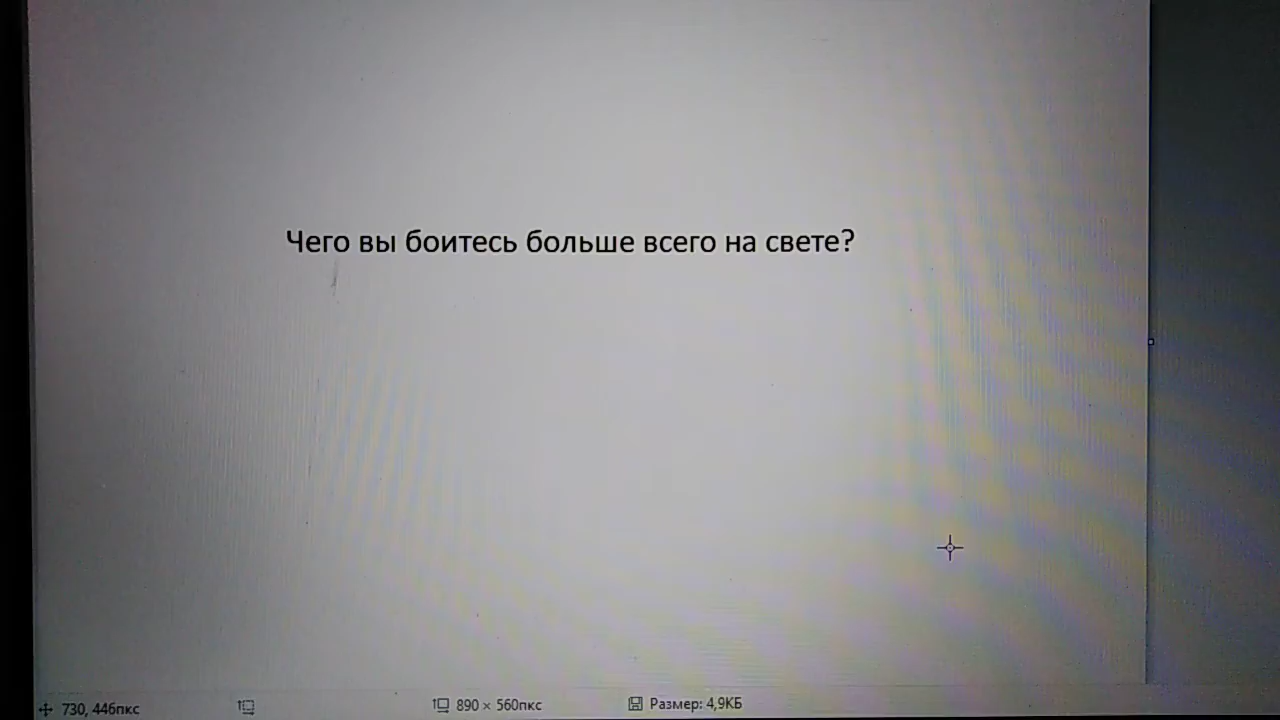 Чего вы боитесь больше всего на свете?
730, 446пкс
890 × 560пкс
Размер: 4,9КБ